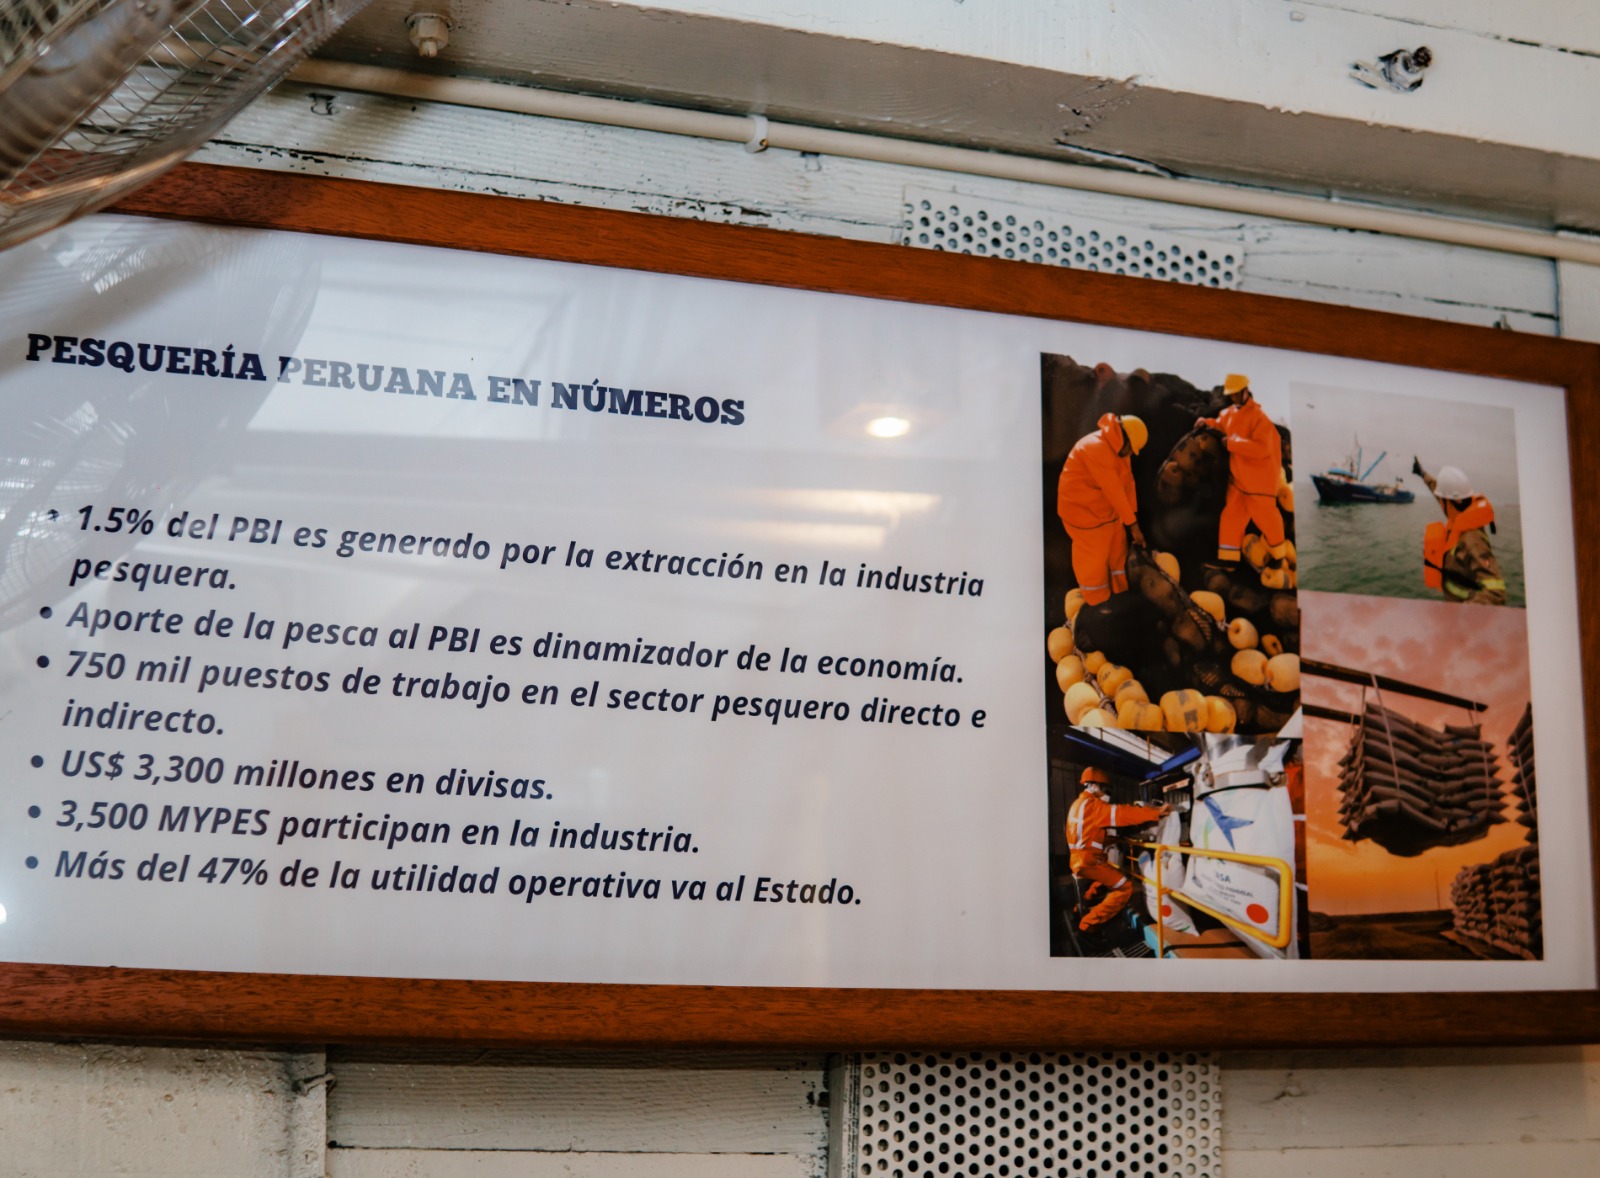 PESQUERÍA PERUANA EN NÚMEROS
• 1.5% del PBI es generado por la extracción en la industria
pesquera.
• Aporte de la pesca al PBI es dinamizador de la economía.
• 750 mil puestos de trabajo en el sector pesquero directo e
indirecto.
• US$ 3,300 millones en divisas.
• 3,500 MYPES participan en la industria.
• Más del 47% de la utilidad operativa va al Estado.